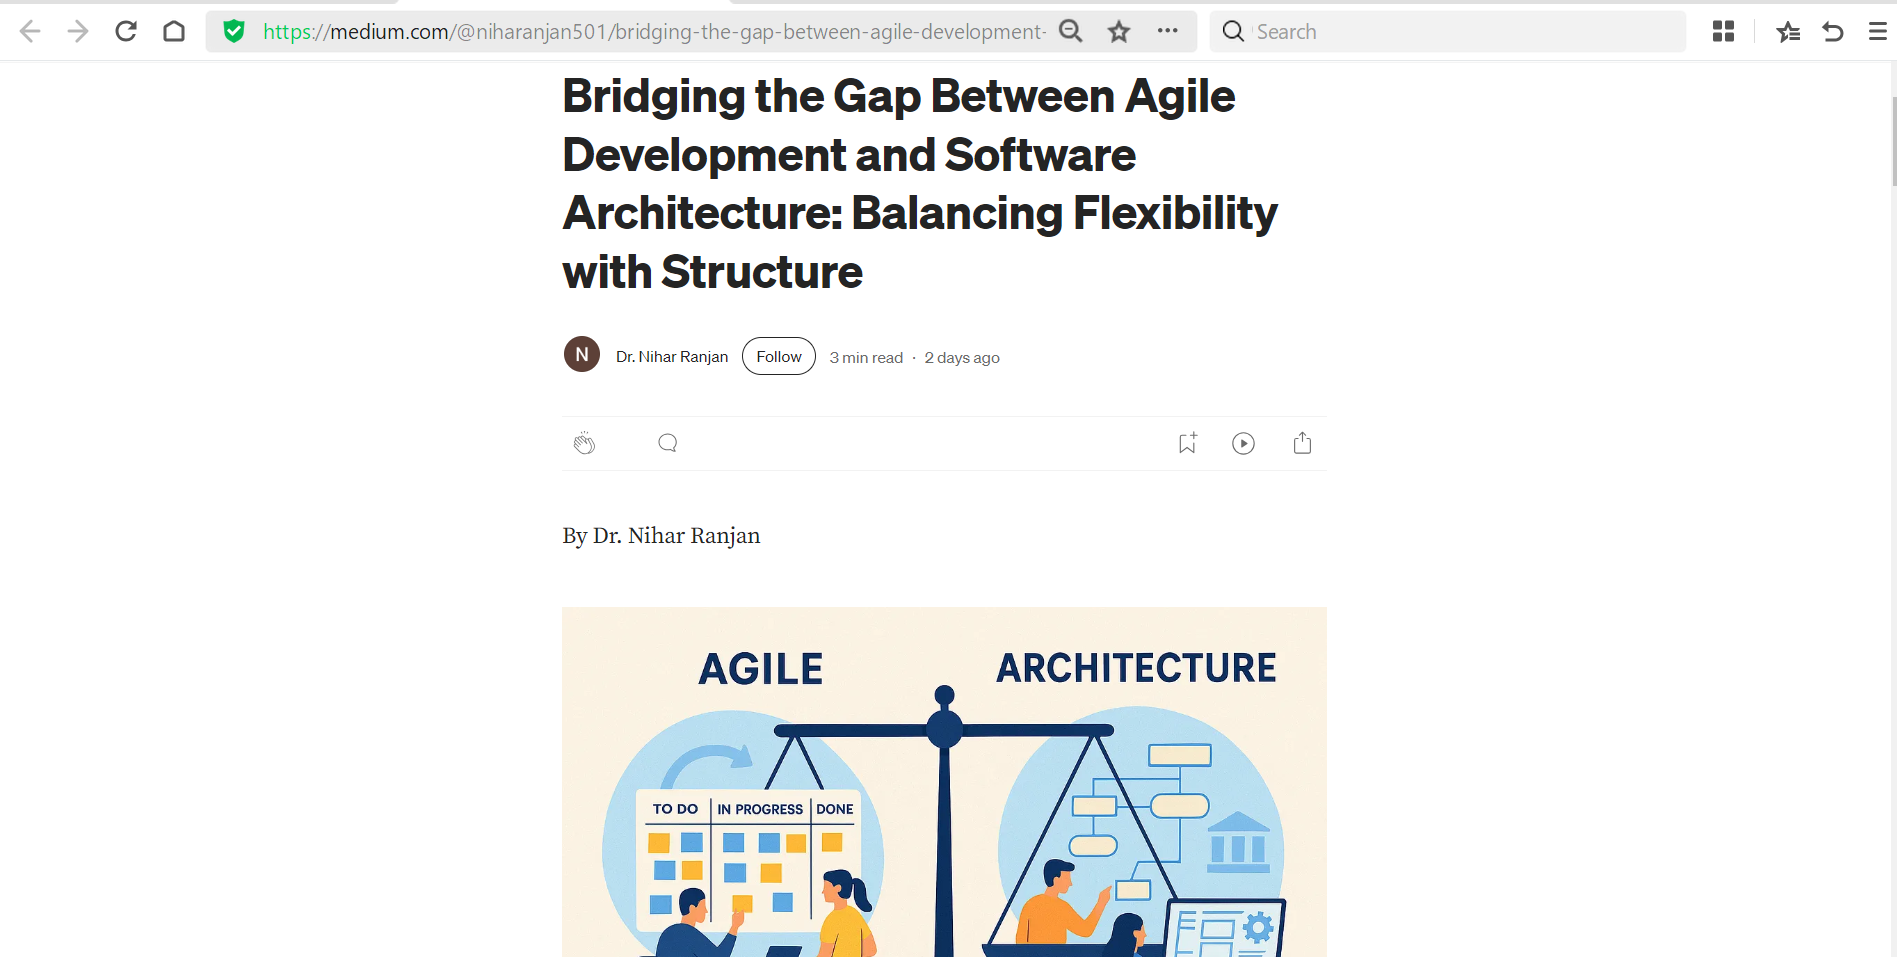 https://medium.com/@niharanjan501/bridging-the-gap-between-agile-development-
Search
Bridging the Gap Between Agile
Development and Software
Architecture: Balancing Flexibility
with Structure
N
Dr. Nihar Ranjan
Follow
3 min read · 2 days ago
By Dr. Nihar Ranjan
AGILE
ARCHITECTURE
TO DO
IN PROGRESS
DONE